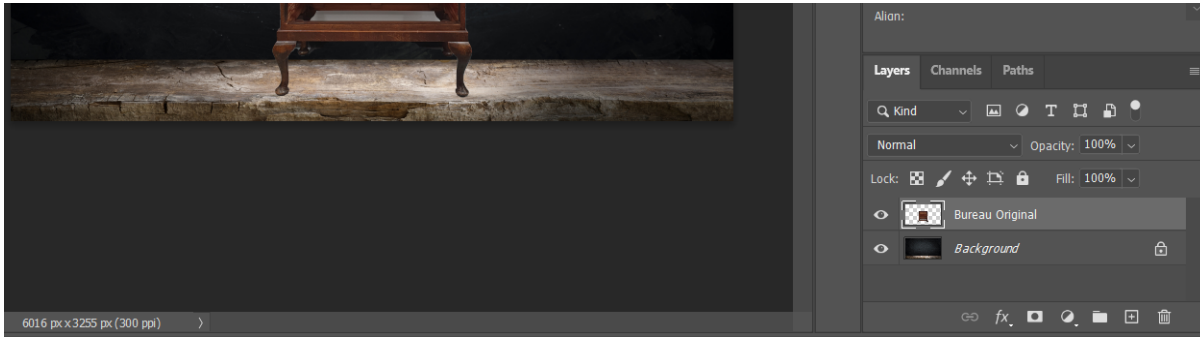 Align:
Layers Channels Paths
Kind
Normal Opacity: 100%
Lock: Fill: 100%
Bureau Original
Background
fx
6016 px x 3255 px (300 ppi)